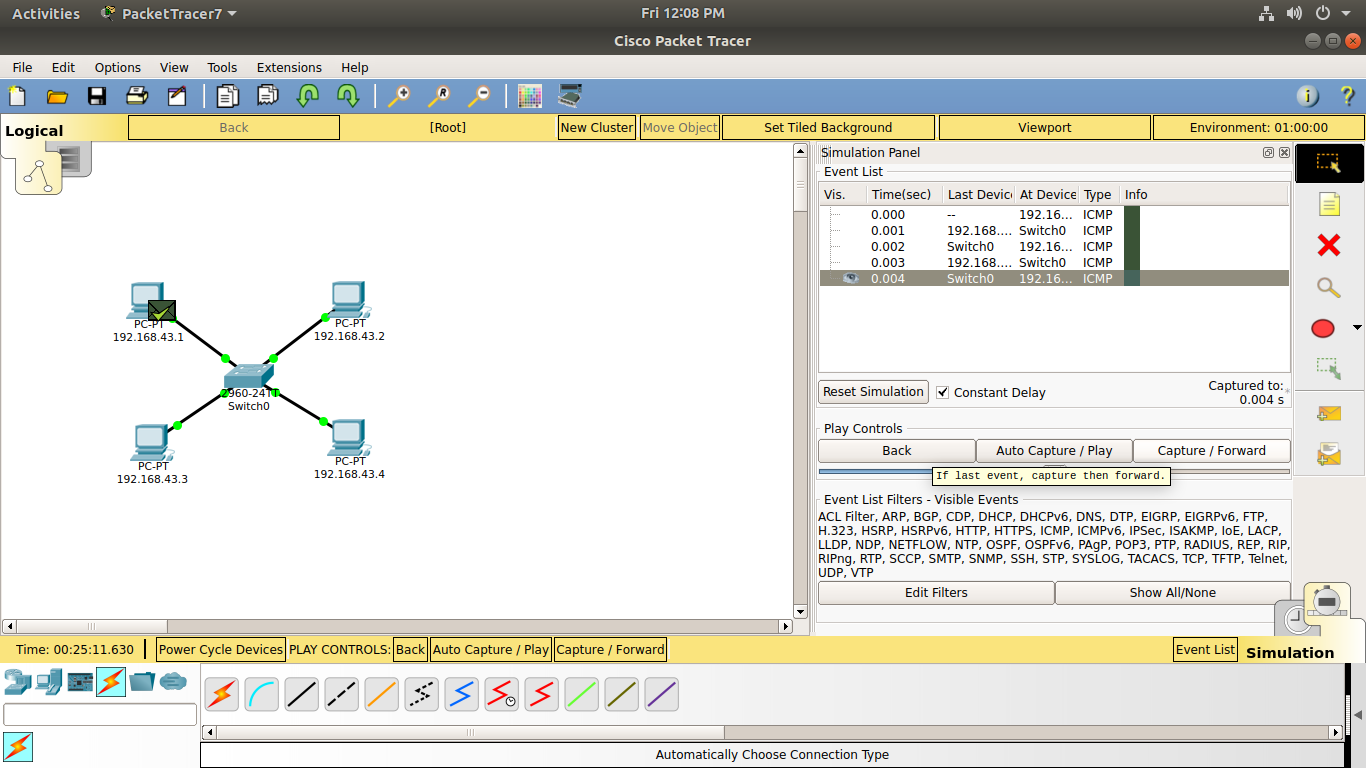 Activities PacketTracer7 Fri 12:08 PM
Cisco Packet Tracer
File Edit Options View Tools Extensions Help
Logical Back [Root] New Cluster Move Object Set Tiled Background Viewport Environment: 01:00:00
PC-PT
192.168.43.1
PC-PT
192.168.43.2
2960-24TT
Switch0
PC-PT
192.168.43.3
PC-PT
192.168.43.4
Simulation Panel
Event List
Vis. Time(sec) Last Device At Device Type Info
0.000 -- 192.16... ICMP
0.001 192.168.... Switch0 ICMP
0.002 Switch0 192.16... ICMP
0.003 192.168.... Switch0 ICMP
0.004 Switch0 192.16... ICMP
Reset Simulation Constant Delay Captured to:
0.004 s
Play Controls
Back Auto Capture / Play Capture / Forward
If last event, capture then forward.
Event List Filters - Visible Events
ACL Filter, ARP, BGP, CDP, DHCP, DHCPv6, DNS, DTP, EIGRP, EIGRPv6, FTP,
H.323, HSRP, HSRPv6, HTTP, HTTPS, ICMP, ICMPv6, IPSec, ISAKMP, IoE, LACP,
LLDP, NDP, NETFLOW, NTP, OSPF, OSPFv6, PAgP, POP3, PTP, RADIUS, REP, RIP,
RIPng, RTP, SCCP, SMTP, SNMP, SSH, STP, SYSLOG, TACACS, TCP, TFTP, Telnet,
UDP, VTP
Edit Filters Show All/None
Time: 00:25:11.630 Power Cycle Devices PLAY CONTROLS: Back Auto Capture / Play Capture / Forward Event List Simulation
Automatically Choose Connection Type